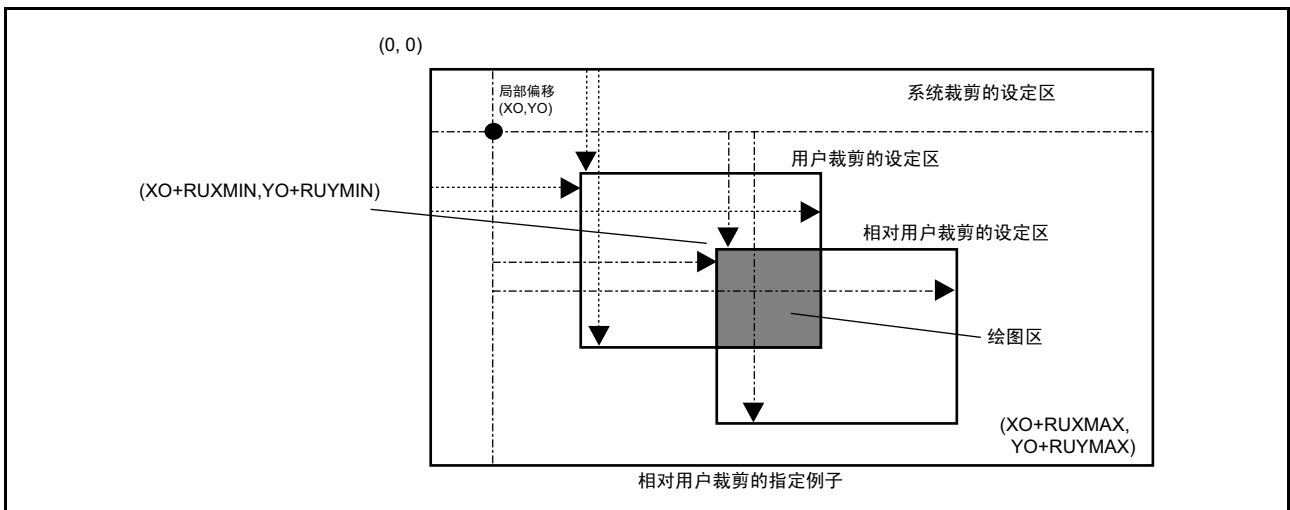 (0, 0)
局部偏移
(XO,YO)
系统裁剪的设定区
用户裁剪的设定区
(XO+RUXMIN,YO+RUYMIN)
相对用户裁剪的设定区
绘图区
(XO+RUXMAX,
YO+RUYMAX)
相对用户裁剪的指定例子